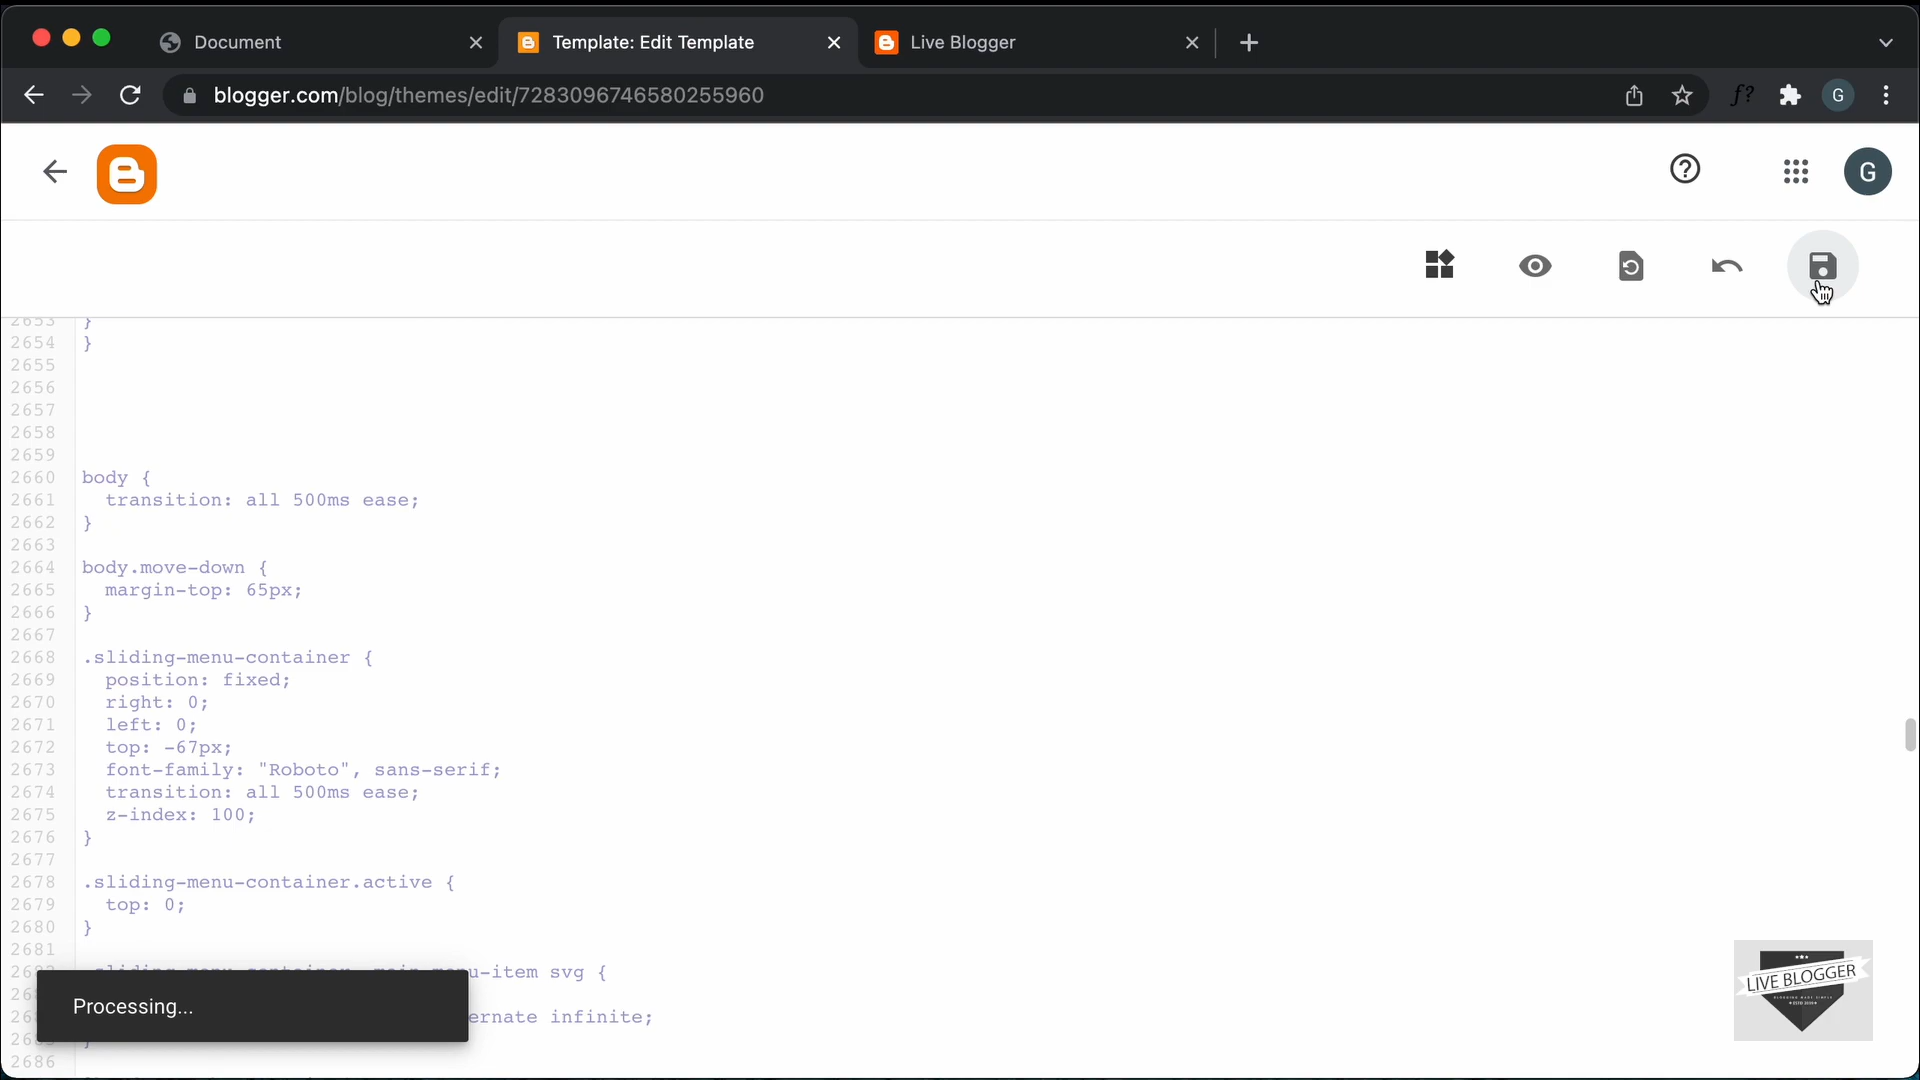 Document
Template: Edit Template
Live Blogger
blogger.com/blog/themes/edit/7283096746580255960
f?
G
G
2653 }
2654 }
2655
2656
2657
2658
2659
2660 body {
2661 transition: all 500ms ease;
2662 }
2663
2664 body.move-down {
2665 margin-top: 65px;
2666 }
2667
2668 .sliding-menu-container {
2669 position: fixed;
2670 right: 0;
2671 left: 0;
2672 top: -67px;
2673 font-family: "Roboto", sans-serif;
2674 transition: all 500ms ease;
2675 z-index: 100;
2676 }
2677
2678 .sliding-menu-container.active {
2679 top: 0;
2680 }
2681
u-item svg {
ernate infinite;
2686
Processing...
LIVE BLOGGER